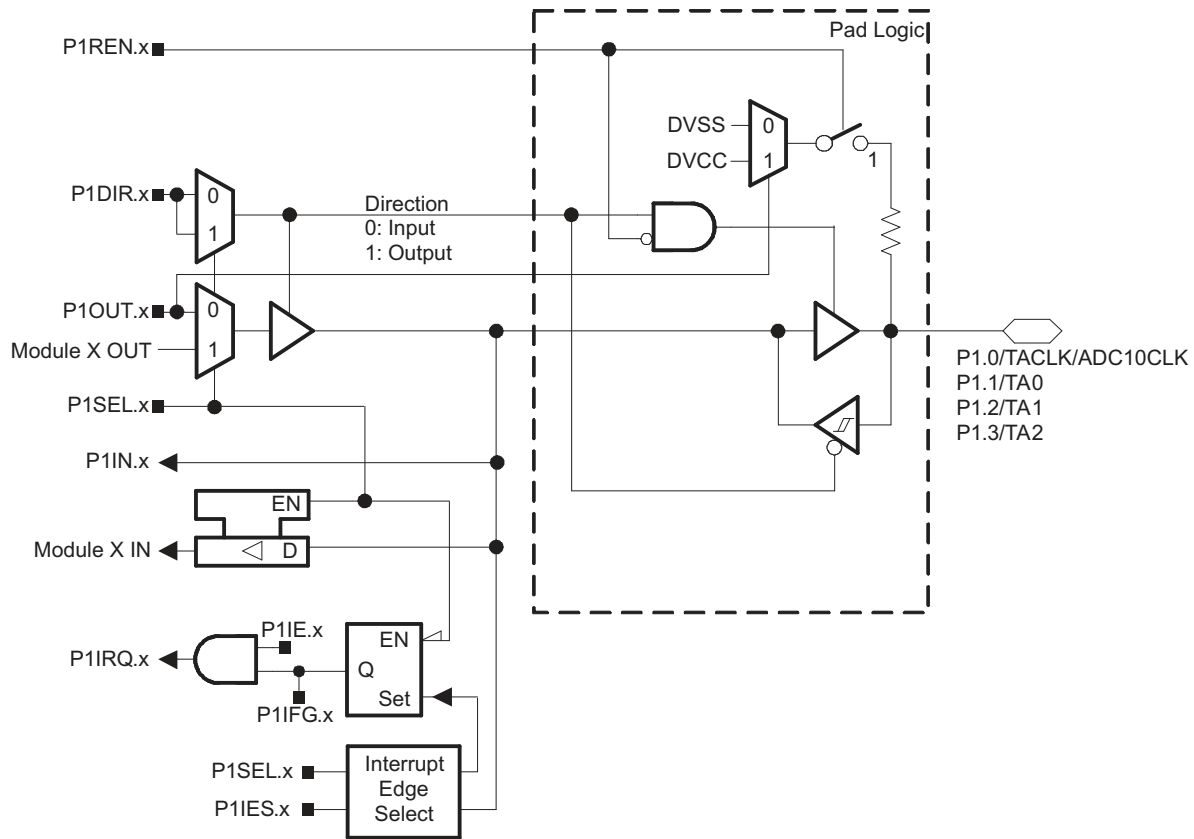 Pad Logic
P1REN.x
DVSS
0
DVCC
1
1
P1DIR.x
0
1
Direction
0: Input
1: Output
P1OUT.x
0
Module X OUT
1
P1.0/TACLK/ADC10CLK
P1.1/TA0
P1.2/TA1
P1.3/TA2
P1SEL.x
P1IN.x
EN
Module X IN
D
P1IE.x
EN
P1IRQ.x
Q
Set
P1IFG.x
P1SEL.x
P1IES.x
Interrupt
Edge
Select